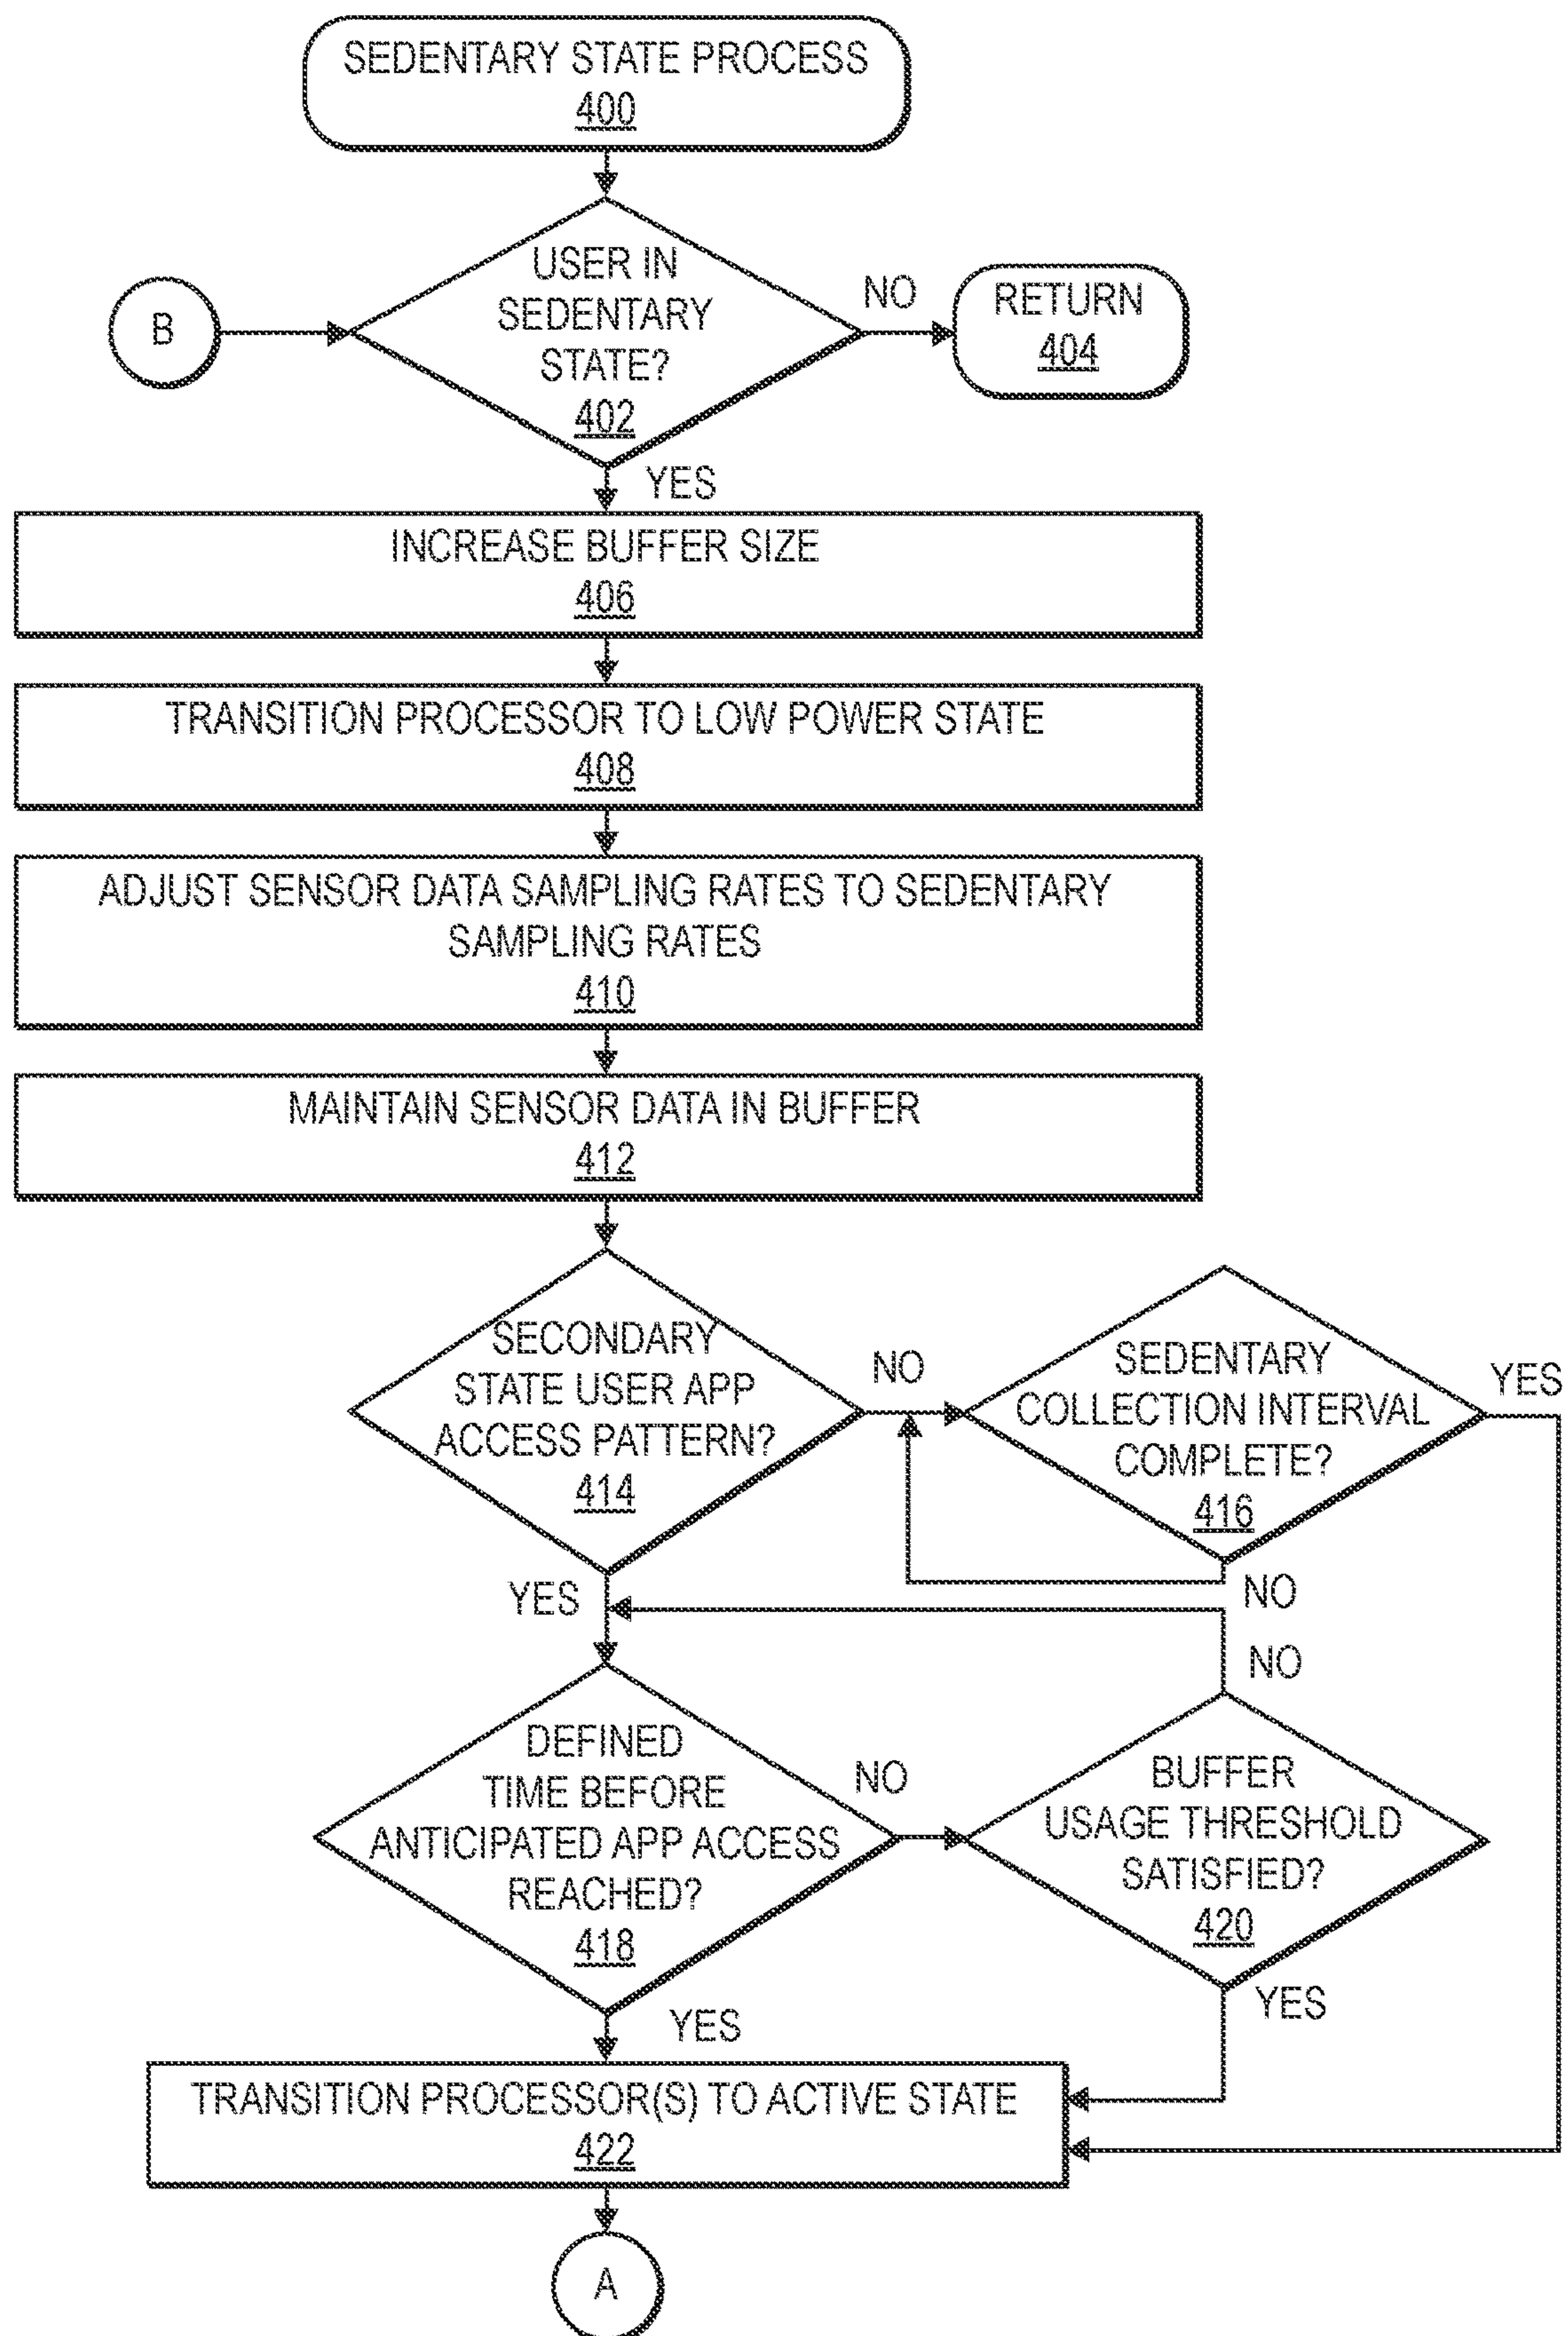 SEDENTARY STATE PROCESS
400
USER IN
SEDENTARY
STATE?
402
NO
RETURN
404
B
YES
INCREASE BUFFER SIZE
406
TRANSITION PROCESSOR TO LOW POWER STATE
408
ADJUST SENSOR DATA SAMPLING RATES TO SEDENTARY
SAMPLING RATES
410
MAINTAIN SENSOR DATA IN BUFFER
412
SECONDARY
STATE USER APP
ACCESS PATTERN?
414
NO
SEDENTARY
COLLECTION INTERVAL
COMPLETE?
416
YES
NO
YES
NO
DEFINED
TIME BEFORE
ANTICIPATED APP ACCESS
REACHED?
418
NO
BUFFER
USAGE THRESHOLD
SATISFIED?
420
YES
YES
TRANSITION PROCESSOR(S) TO ACTIVE STATE
422
A